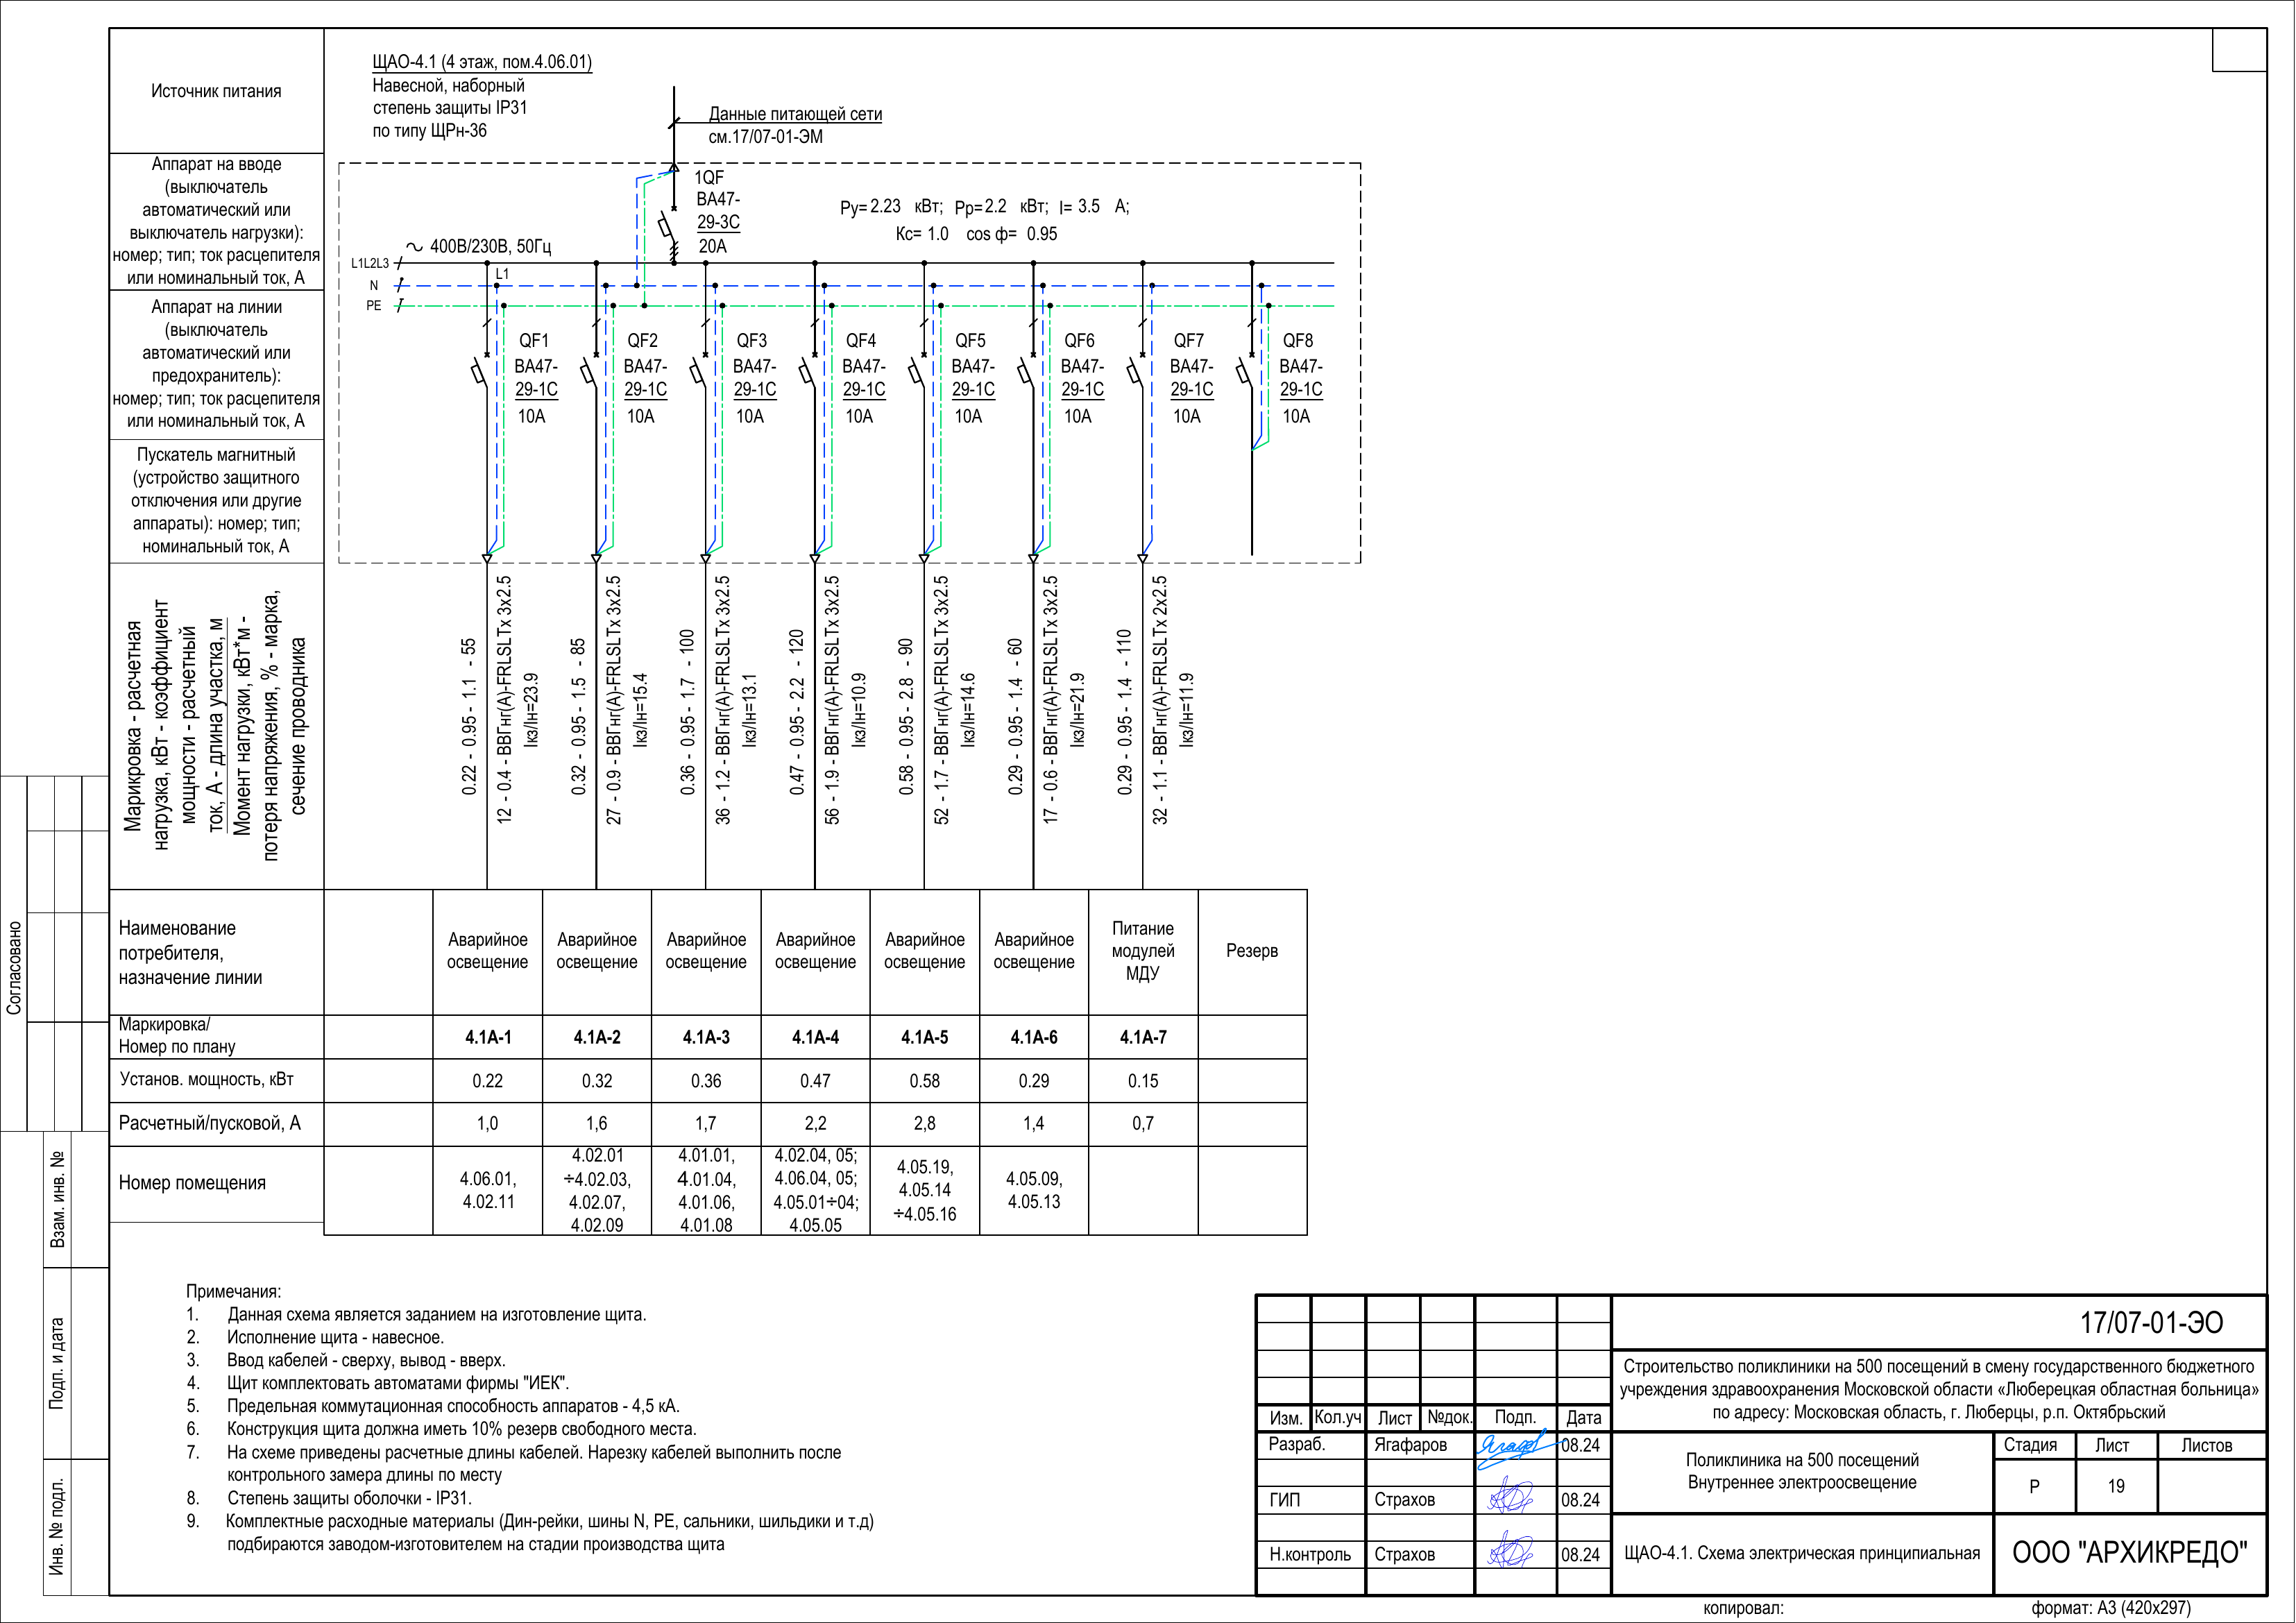 Источник питания
ЩАО-4.1 (4 этаж, пом.4.06.01)
Навесной, наборный
степень защиты IP31
по типу ЩРн-36
Данные питающей сети
см.17/07-01-ЭМ
Аппарат на вводе
(выключатель
автоматический или
выключатель нагрузки):
номер; тип; ток расцепителя
или номинальный ток, А
1QF
ВА47-
29-3С
20А
Ру= 2.23 кВт; Рр= 2.2 кВт; I= 3.5 А;
Кс= 1.0 cos ф= 0.95
400В/230В, 50Гц
L1L2L3
L1
N
PE
Аппарат на линии
(выключатель
автоматический или
предохранитель):
номер; тип; ток расцепителя
или номинальный ток, А
QF1 QF2 QF3 QF4 QF5 QF6 QF7 QF8
ВА47- ВА47- ВА47- ВА47- ВА47- ВА47- ВА47- ВА47-
29-1С 29-1С 29-1С 29-1С 29-1С 29-1С 29-1С 29-1С
10А 10А 10А 10А 10А 10А 10А 10А
Пускатель магнитный
(устройство защитного
отключения или другие
аппараты): номер; тип;
номинальный ток, А
Марикровка - расчетная
нагрузка, кВт - коэффициент
мощности - расчетный
ток, А - длина участка, м
Момент нагрузки, кВт*м -
потеря напряжения, % - марка,
сечение проводника
0.22 - 0.95 - 1.1 - 55
12 - 0.4 - ВВГнг(А)-FRLSLTx 3x2.5
Iкз/Iн=23.9
0.32 - 0.95 - 1.5 - 85
27 - 0.9 - ВВГнг(А)-FRLSLTx 3x2.5
Iкз/Iн=15.4
0.36 - 0.95 - 1.7 - 100
36 - 1.2 - ВВГнг(А)-FRLSLTx 3x2.5
Iкз/Iн=13.1
0.47 - 0.95 - 2.2 - 120
56 - 1.9 - ВВГнг(А)-FRLSLTx 3x2.5
Iкз/Iн=10.9
0.58 - 0.95 - 2.8 - 90
52 - 1.7 - ВВГнг(А)-FRLSLTx 3x2.5
Iкз/Iн=14.6
0.29 - 0.95 - 1.4 - 60
17 - 0.6 - ВВГнг(А)-FRLSLTx 3x2.5
Iкз/Iн=21.9
0.29 - 0.95 - 1.4 - 110
32 - 1.1 - ВВГнг(А)-FRLSLTx 2x2.5
Iкз/Iн=11.9
Наименование
потребителя,
назначение линии
Аварийное
освещение
Аварийное
освещение
Аварийное
освещение
Аварийное
освещение
Аварийное
освещение
Аварийное
освещение
Питание
модулей
МДУ
Резерв
Маркировка/
Номер по плану
4.1А-1 4.1А-2 4.1А-3 4.1А-4 4.1А-5 4.1А-6 4.1А-7
Установ. мощность, кВт 0.22 0.32 0.36 0.47 0.58 0.29 0.15
Расчетный/пусковой, А 1,0 1,6 1,7 2,2 2,8 1,4 0,7
Номер помещения
4.06.01,
4.02.11
4.02.01
÷4.02.03,
4.02.07,
4.02.09
4.01.01,
4.01.04,
4.01.06,
4.01.08
4.02.04, 05;
4.06.04, 05;
4.05.01÷04;
4.05.05
4.05.19,
4.05.14
÷4.05.16
4.05.09,
4.05.13
Согласовано
Взам. инв. №
Подп. и дата
Инв. № подл.
Примечания:
1. Данная схема является заданием на изготовление щита.
2. Исполнение щита - навесное.
3. Ввод кабелей - сверху, вывод - вверх.
4. Щит комплектовать автоматами фирмы "ИЕК".
5. Предельная коммутационная способность аппаратов - 4,5 кА.
6. Конструкция щита должна иметь 10% резерв свободного места.
7. На схеме приведены расчетные длины кабелей. Нарезку кабелей выполнить после
контрольного замера длины по месту
8. Степень защиты оболочки - IP31.
9. Комплектные расходные материалы (Дин-рейки, шины N, PE, сальники, шильдики и т.д)
подбираются заводом-изготовителем на стадии производства щита
17/07-01-ЭО
Строительство поликлиники на 500 посещений в смену государственного бюджетного
учреждения здравоохранения Московской области «Люберецкая областная больница»
по адресу: Московская область, г. Люберцы, р.п. Октябрьский
Изм. Кол.уч Лист №док. Подп. Дата
Разраб. Ягафаров Ягафаров 08.24
ГИП Страхов 08.24
Н.контроль Страхов 08.24
Поликлиника на 500 посещений
Внутреннее электроосвещение
Стадия Лист Листов
Р 19
ЩАО-4.1. Схема электрическая принципиальная
ООО "АРХИКРЕДО"
копировал:
формат: А3 (420х297)